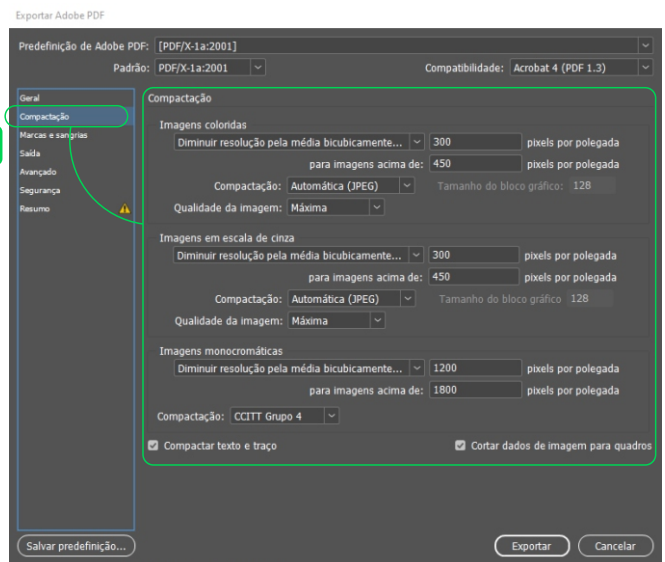 Exportar Adobe PDF
Predefinição de Adobe PDF: [PDF/X-1a:2001]
Padrão: PDF/X-1a:2001 Compatibilidade: Acrobat 4 (PDF 1.3)
Geral
Compactação
Marcas e sangrias
Saída
Avançado
Segurança
Resumo
Compactação
Imagens coloridas
Diminuir resolução pela média bicubicamente... 300 pixels por polegada
para imagens acima de: 450 pixels por polegada
Compactação: Automática (JPEG) Tamanho do bloco gráfico: 128
Qualidade da imagem: Máxima
Imagens em escala de cinza
Diminuir resolução pela média bicubicamente... 300 pixels por polegada
para imagens acima de: 450 pixels por polegada
Compactação: Automática (JPEG) Tamanho do bloco gráfico 128
Qualidade da imagem: Máxima
Imagens monocromáticas
Diminuir resolução pela média bicubicamente... 1200 pixels por polegada
para imagens acima de: 1800 pixels por polegada
Compactação: CCITT Grupo 4
Compactar texto e traço Cortar dados de imagem para quadros
Salvar predefinição... Exportar Cancelar